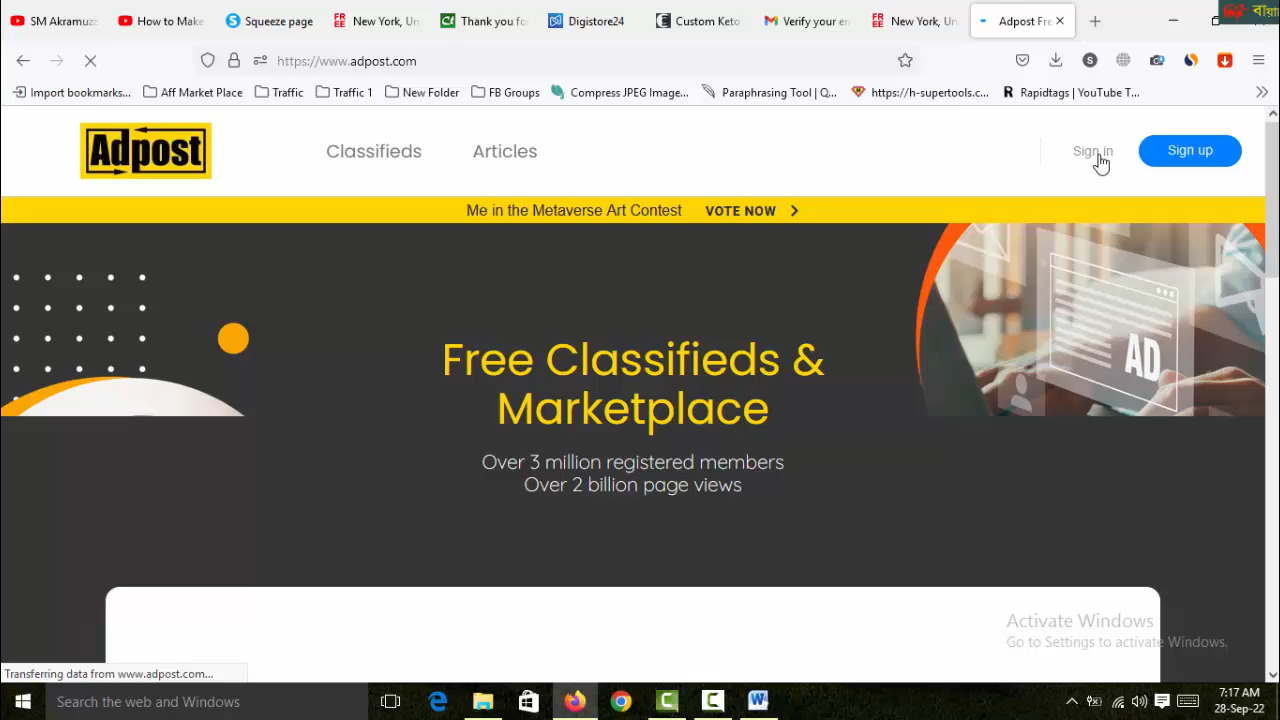 SM Akramuzz
How to Make
Squeeze page
FREE
New York, Un
Thank you fo
Digistore24
Custom Keto
Verify your em
FREE
New York, Un
Adpost Fre
https://www.adpost.com
Import bookmarks...
Aff Market Place
Traffic
Traffic 1
New Folder
FB Groups
Compress JPEG Image...
Paraphrasing Tool | Q...
https://h-supertools.c...
R
Rapidtags | YouTube T...
Adpost
Classifieds
Articles
Sign in
Sign up
Me in the Metaverse Art Contest
VOTE NOW
AD
Free Classifieds &
Marketplace
Over 3 million registered members
Over 2 billion page views
Activate Windows
Go to Settings to activate Windows.
Transferring data from www.adpost.com...
Search the web and Windows
7:17 AM
28-Sep-22